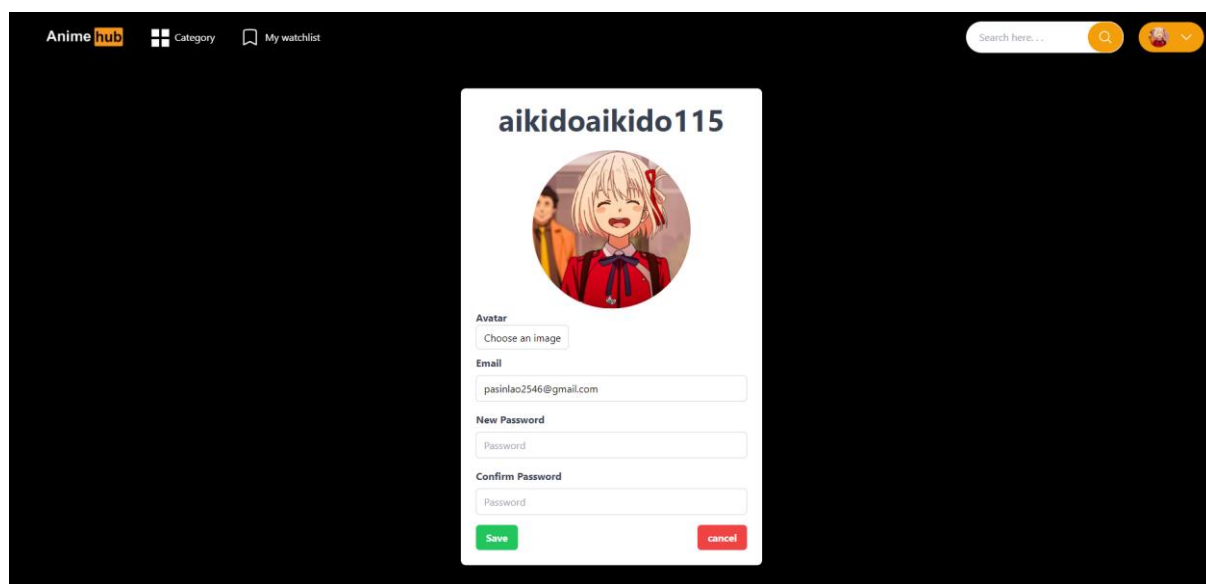 Anime hub Category My watchlist Search here. . .
aikidoaikido115
Avatar
Choose an image
Email
pasinlao2546@gmail.com
New Password
Password
Confirm Password
Password
Save cancel